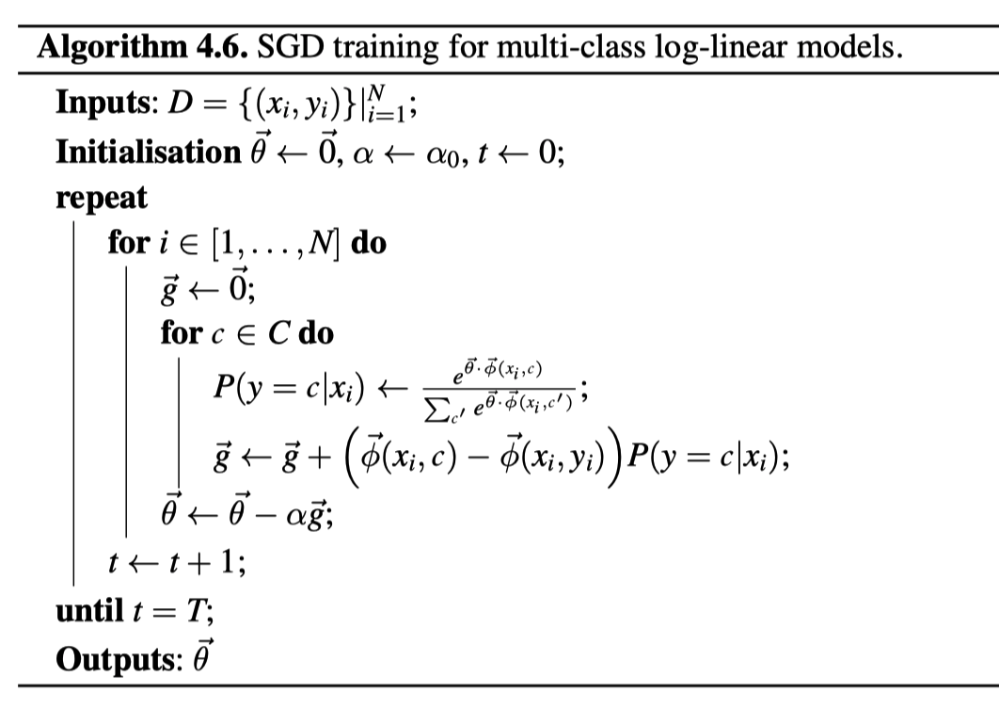 Algorithm 4.6. SGD training for multi-class log-linear models.
Inputs: $D = \{(x_i, y_i)\}|_{i=1}^N$;
Initialisation $\vec{\theta} \leftarrow \vec{0}$, $\alpha \leftarrow \alpha_0$, $t \leftarrow 0$;
repeat
for $i \in [1, \ldots, N]$ do
$\vec{g} \leftarrow \vec{0}$;
for $c \in C$ do
$P(y = c|x_i) \leftarrow \frac{e^{\vec{\theta} \cdot \vec{\phi}(x_i, c)}}{\sum_{c'} e^{\vec{\theta} \cdot \vec{\phi}(x_i, c')}}$;
$\vec{g} \leftarrow \vec{g} + \left(\vec{\phi}(x_i, c) - \vec{\phi}(x_i, y_i)\right) P(y = c|x_i)$;
$\vec{\theta} \leftarrow \vec{\theta} - \alpha \vec{g}$;
$t \leftarrow t + 1$;
until $t = T$;
Outputs: $\vec{\theta}$